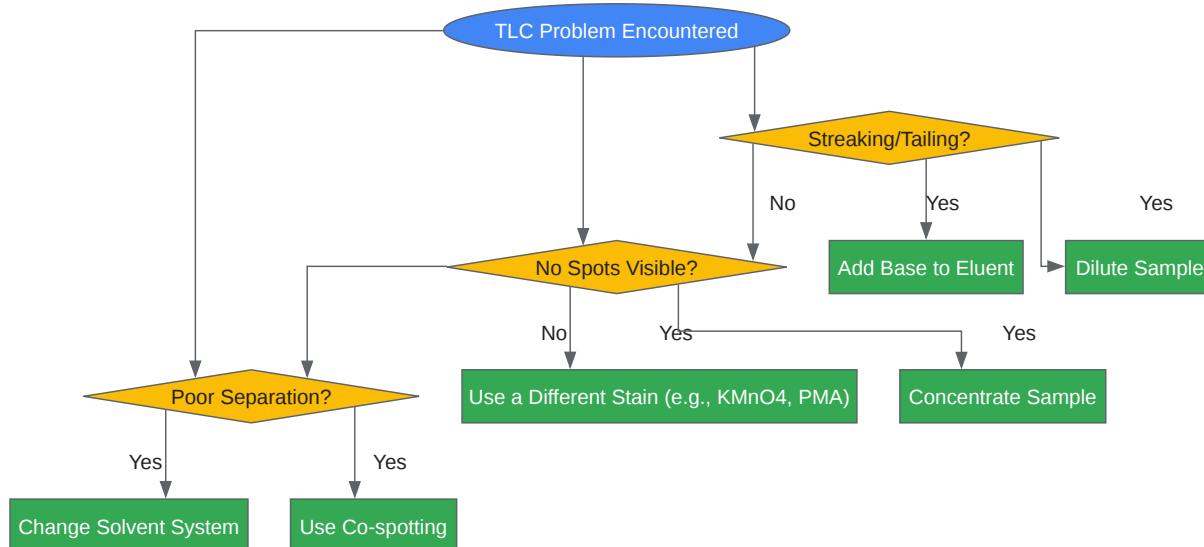 TLC Problem Encountered
Streaking/Tailing?
No
Yes
Yes
Add Base to Eluent
Dilute Sample
No Spots Visible?
No
Yes
Yes
Use a Different Stain (e.g., KMnO4, PMA)
Concentrate Sample
Poor Separation?
Yes
Yes
Change Solvent System
Use Co-spotting